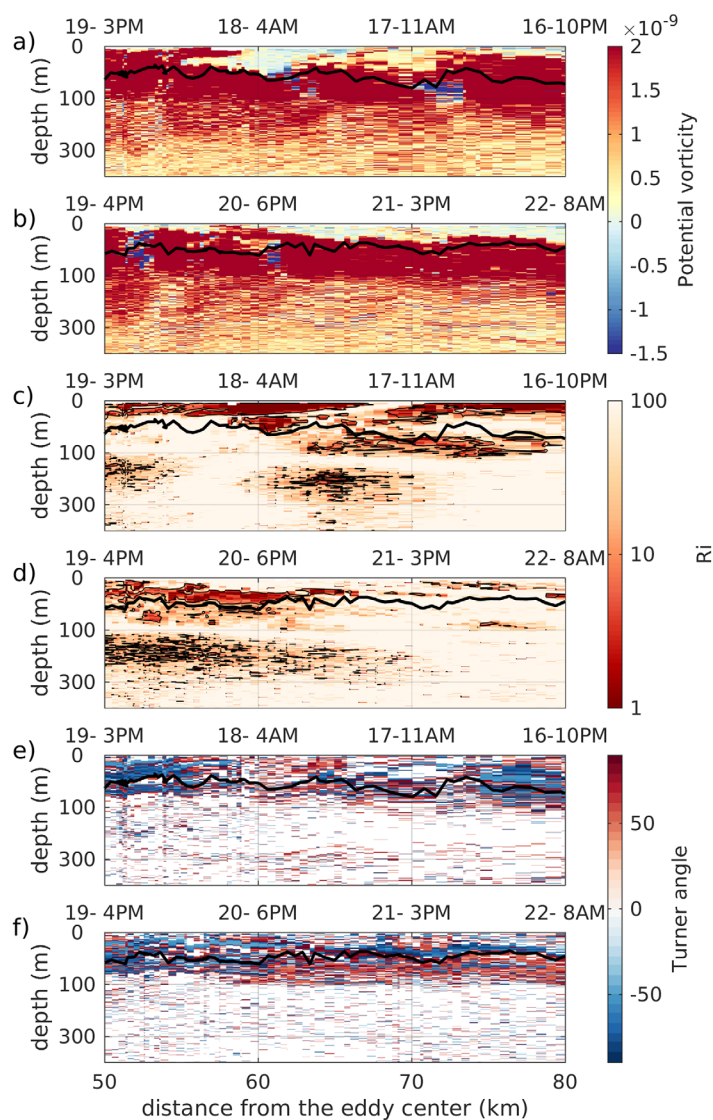 19- 3PM 18- 4AM 17-11AM 16-10PM ×10⁻⁹
a) 0 100 300 depth (m) 2 1.5 1 0.5 0 -0.5 -1 -1.5 Potential vorticity
19- 4PM 20- 6PM 21- 3PM 22- 8AM
b) 0 100 300 depth (m)
19- 3PM 18- 4AM 17-11AM 16-10PM
c) 0 100 300 depth (m) 100 10 1 Ri
19- 4PM 20- 6PM 21- 3PM 22- 8AM
d) 0 100 300 depth (m)
19- 3PM 18- 4AM 17-11AM 16-10PM
e) 0 100 300 depth (m) 50 0 -50 Turner angle
19- 4PM 20- 6PM 21- 3PM 22- 8AM
f) 0 100 300 depth (m)
50 60 70 80
distance from the eddy center (km)